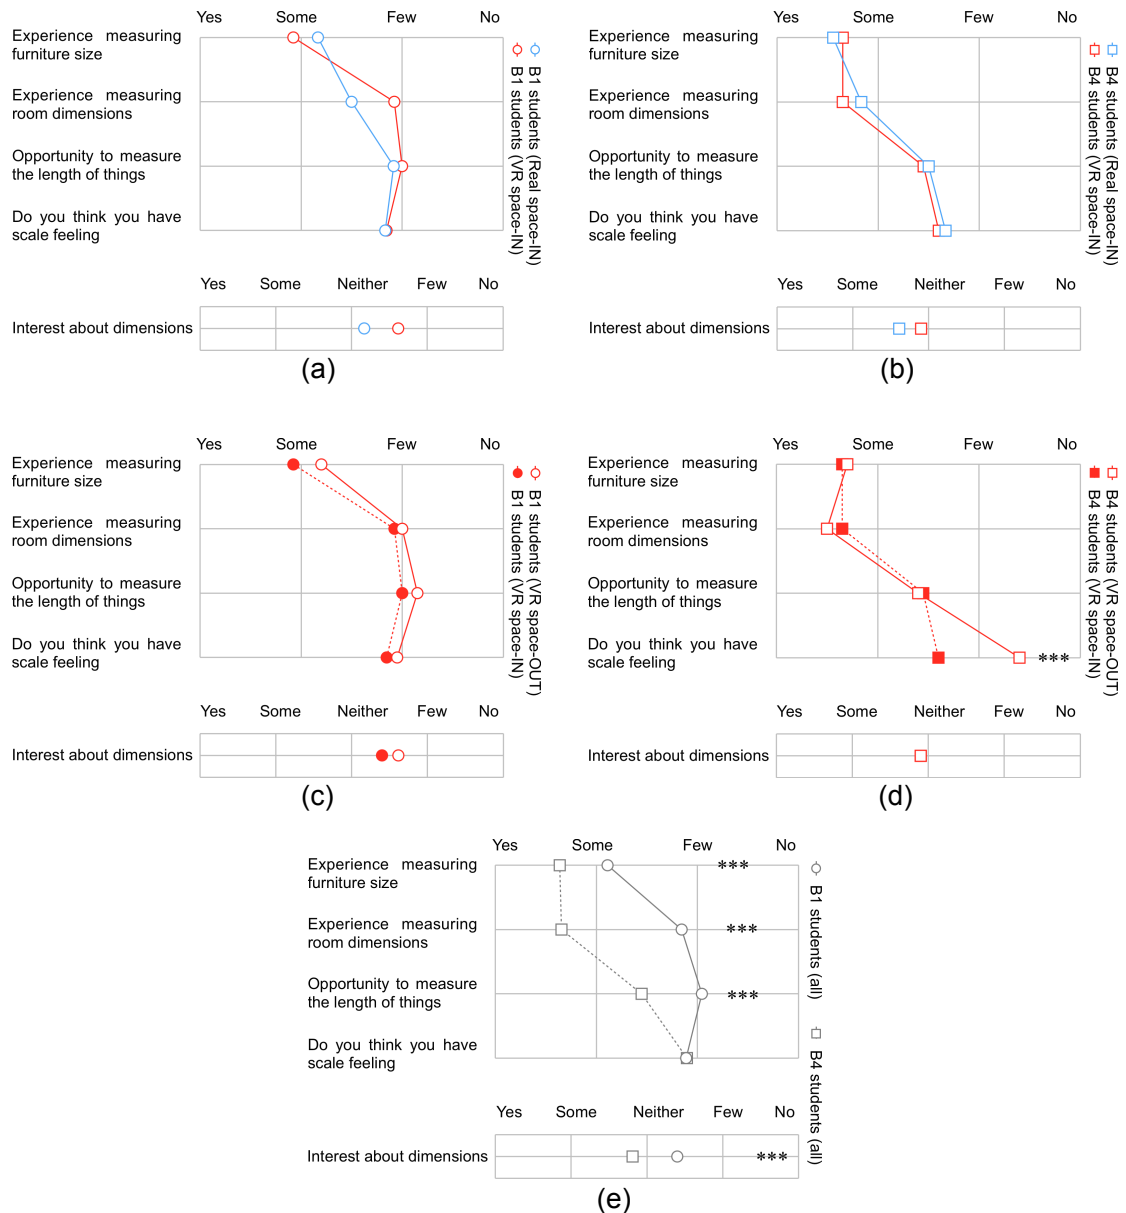 Yes Some Few No
Experience measuring
furniture size
Experience measuring
room dimensions
Opportunity to measure
the length of things
Do you think you have
scale feeling
B1 students (Real space-IN)
B1 students (VR space-IN)
Yes Some Neither Few No
Interest about dimensions
(a)
Yes Some Few No
Experience measuring
furniture size
Experience measuring
room dimensions
Opportunity to measure
the length of things
Do you think you have
scale feeling
B4 students (Real space-IN)
B4 students (VR space-IN)
Yes Some Neither Few No
Interest about dimensions
(b)
Yes Some Few No
Experience measuring
furniture size
Experience measuring
room dimensions
Opportunity to measure
the length of things
Do you think you have
scale feeling
B1 students (VR space-OUT)
B1 students (VR space-IN)
Yes Some Neither Few No
Interest about dimensions
(c)
Yes Some Few No
Experience measuring
furniture size
Experience measuring
room dimensions
Opportunity to measure
the length of things
Do you think you have
scale feeling
***
B4 students (VR space-OUT)
B4 students (VR space-IN)
Yes Some Neither Few No
Interest about dimensions
(d)
Yes Some Few No
Experience measuring ***
furniture size
Experience measuring ***
room dimensions
Opportunity to measure ***
the length of things
Do you think you have
scale feeling
B1 students (all)
B4 students (all)
Yes Some Neither Few No
Interest about dimensions ***
(e)